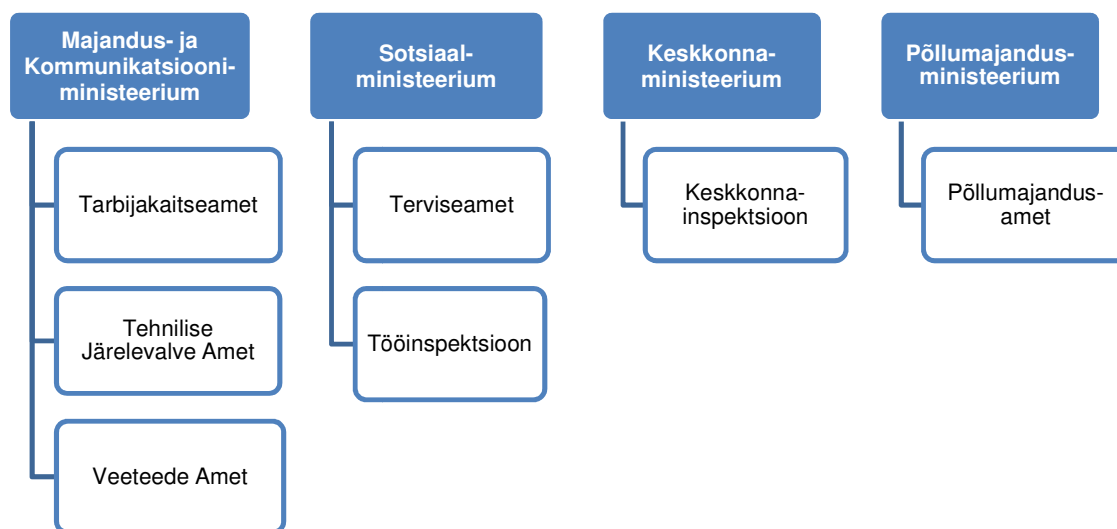 Majandus- ja
Kommunikatsiooni-
ministeerium
Tarbijakaitseamet
Tehnilise
Järelevalve Amet
Veeteede Amet
Sotsiaal-
ministeerium
Terviseamet
Tööinspektsioon
Keskkonna-
ministeerium
Keskkonna-
inspektsioon
Põllumajandus-
ministeerium
Põllumajandus-
amet